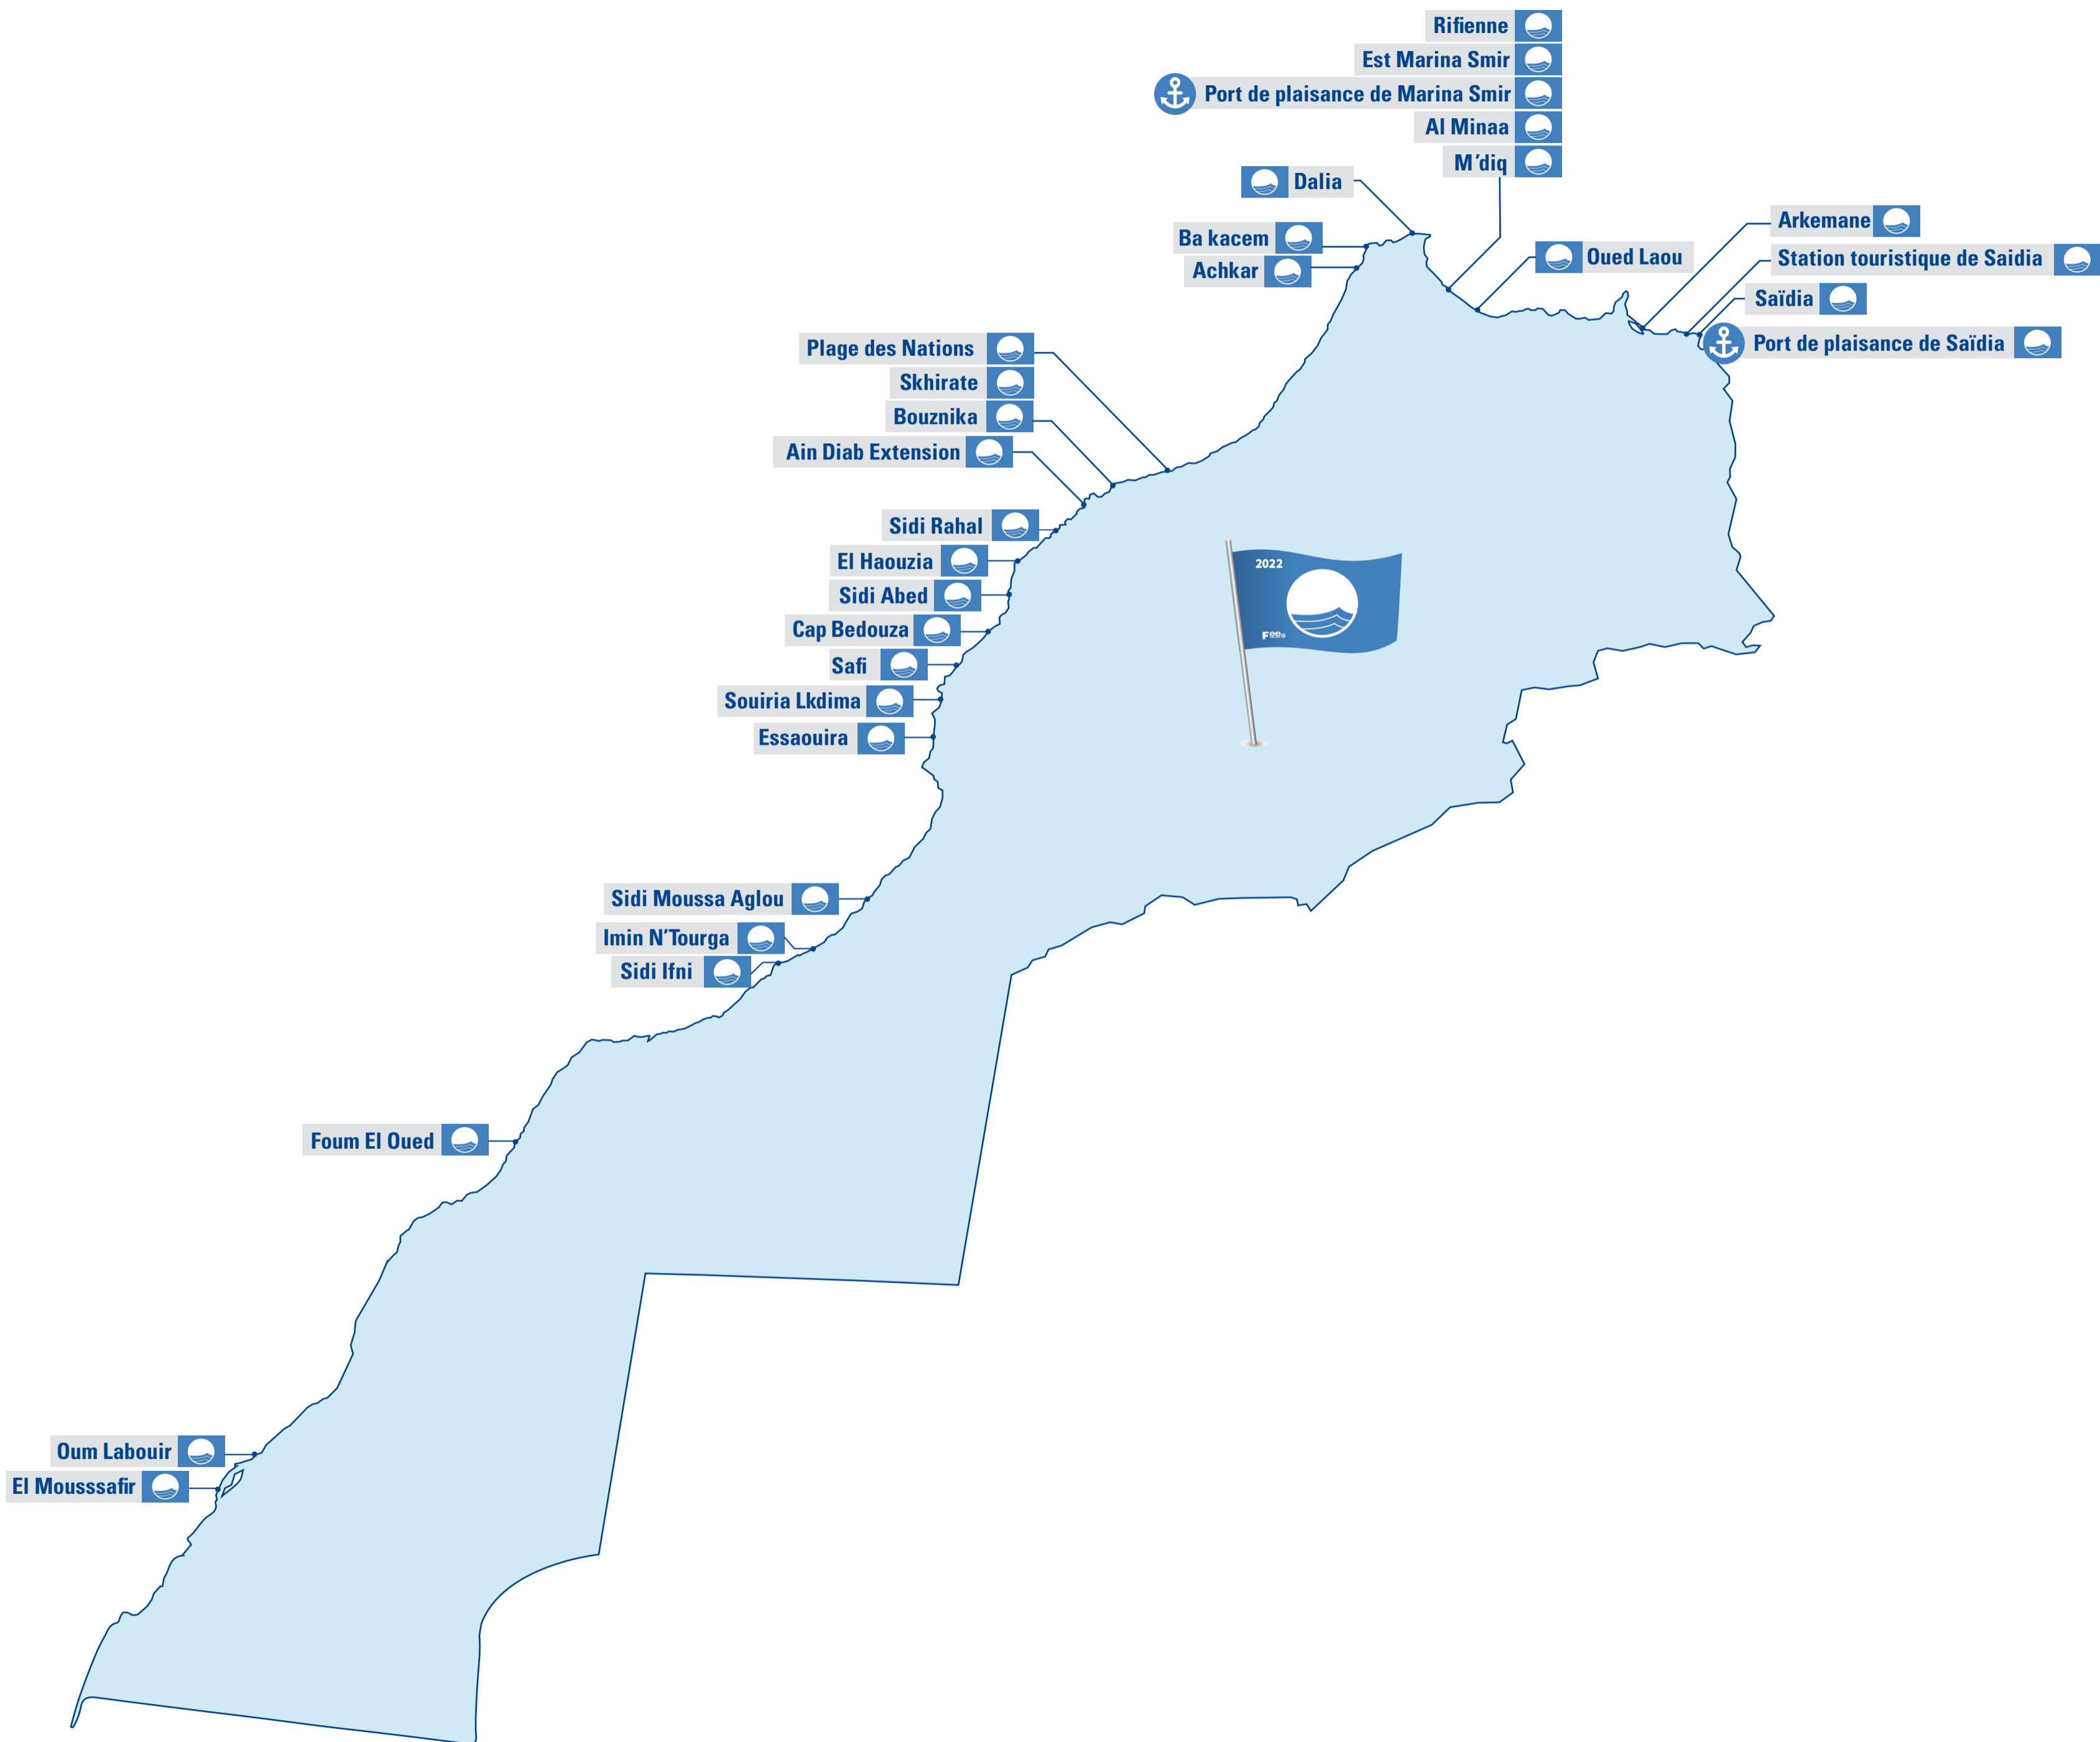 Rifienne
Est Marina Smir
Port de plaisance de Marina Smir
Al Minaa
M'diq
Dalia
Ba kacem
Achkar
Arkemane
Oued Laou
Station touristique de Saidia
Saïdia
Port de plaisance de Saïdia
Plage des Nations
Skhirate
Bouznika
Ain Diab Extension
Sidi Rahal
El Haouzia
Sidi Abed
Cap Bedouza
Safi
Souiria Lkdima
Essaouira
2022
Fee
Sidi Moussa Aglou
Imin N'Tourga
Sidi Ifni
Foum El Oued
Oum Labouir
El Mousssafir